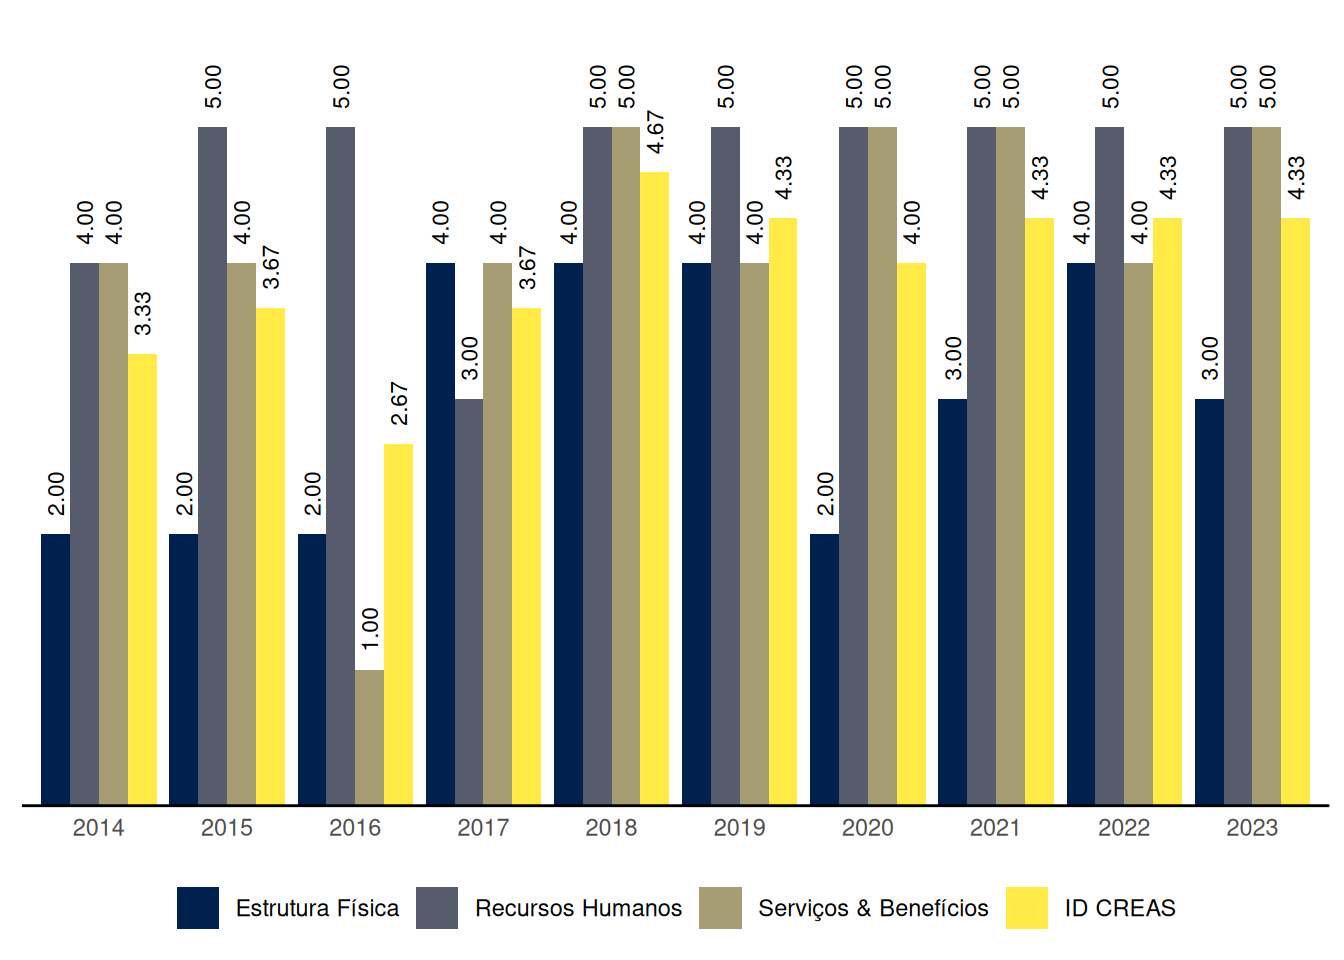 2.00 4.00 4.00 3.33
2.00 5.00 4.00 3.67
2.00 5.00 1.00 2.67
4.00 3.00 4.00 3.67
4.00 5.00 5.00 4.67
4.00 5.00 4.00 4.33
2.00 5.00 5.00 4.00
3.00 5.00 5.00 4.33
4.00 5.00 4.00 4.33
3.00 5.00 5.00 4.33
2014 2015 2016 2017 2018 2019 2020 2021 2022 2023
Estrutura Física Recursos Humanos Serviços & Benefícios ID CREAS